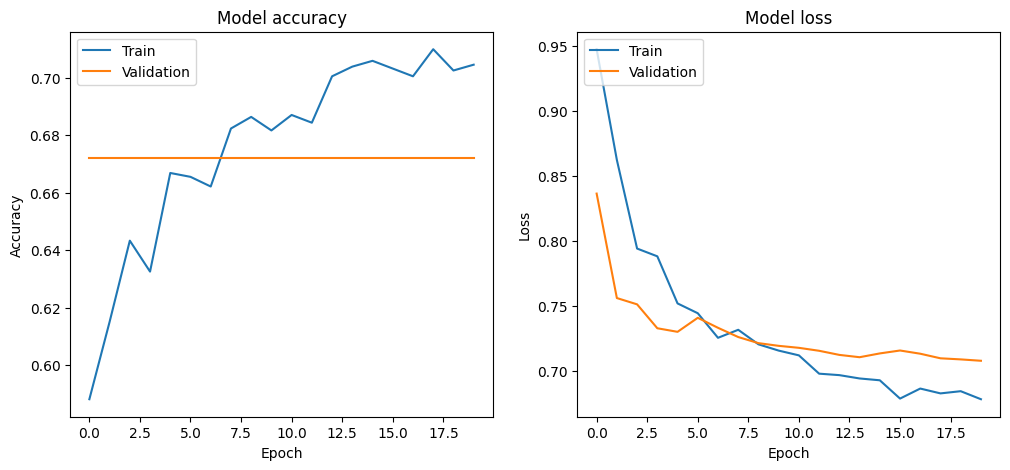 Model accuracy
Train
Validation
0.70
0.68
0.66
0.64
0.62
0.60
Accuracy
0.0 2.5 5.0 7.5 10.0 12.5 15.0 17.5
Epoch
Model loss
Train
Validation
0.95
0.90
0.85
0.80
0.75
0.70
Loss
0.0 2.5 5.0 7.5 10.0 12.5 15.0 17.5
Epoch